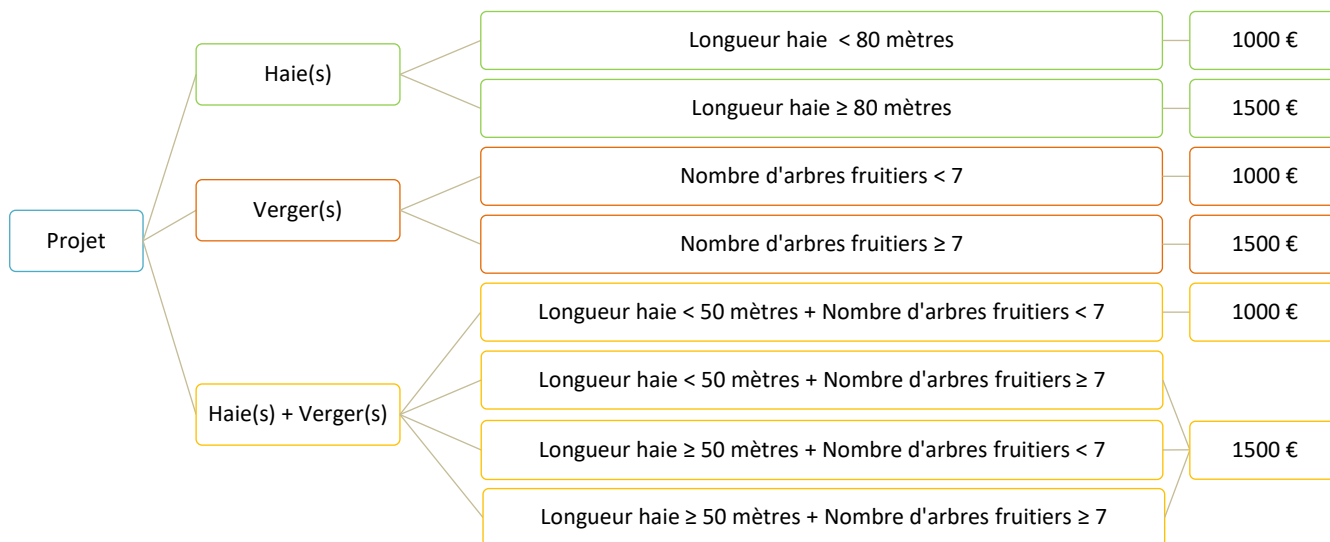 Projet
Haie(s)
Longueur haie < 80 mètres
1000 €
Longueur haie ≥ 80 mètres
1500 €
Verger(s)
Nombre d'arbres fruitiers < 7
1000 €
Nombre d'arbres fruitiers ≥ 7
1500 €
Haie(s) + Verger(s)
Longueur haie < 50 mètres + Nombre d'arbres fruitiers < 7
1000 €
Longueur haie < 50 mètres + Nombre d'arbres fruitiers ≥ 7
Longueur haie ≥ 50 mètres + Nombre d'arbres fruitiers < 7
1500 €
Longueur haie ≥ 50 mètres + Nombre d'arbres fruitiers ≥ 7